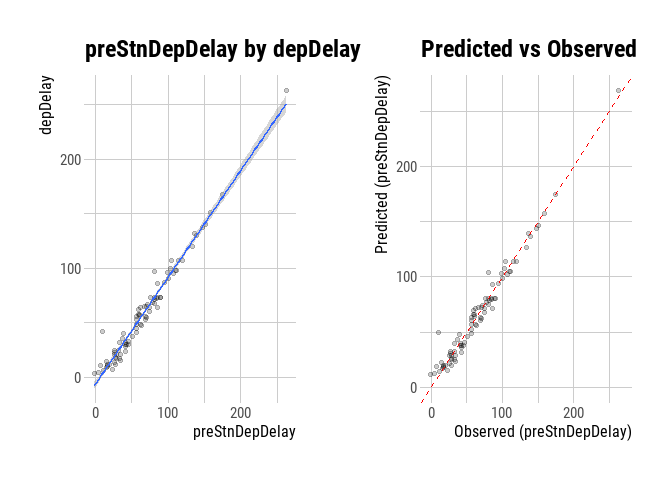 preStnDepDelay by depDelay
depDelay
200
100
0
0
100
200
preStnDepDelay
Predicted vs Observed
Predicted (preStnDepDelay)
200
100
0
0
100
200
Observed (preStnDepDelay)